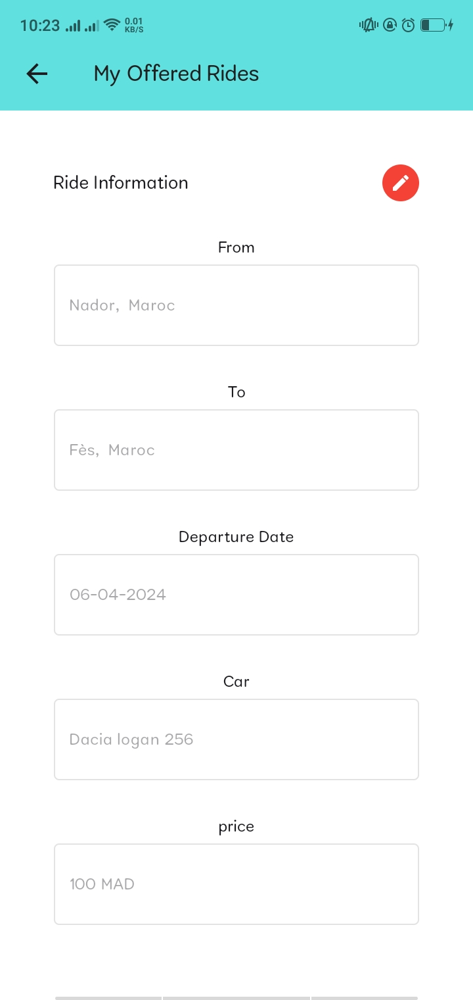 10:23 0.01 KB/S
My Offered Rides
Ride Information
From
Nador, Maroc
To
Fès, Maroc
Departure Date
06-04-2024
Car
Dacia logan 256
price
100 MAD